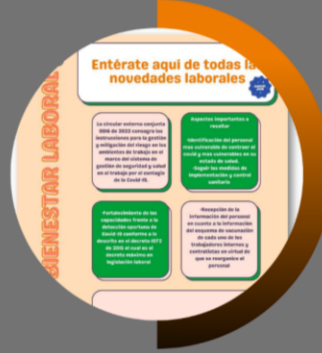 BIENESTAR LABORAL
Entérate aqui de todas la
novedades laborales
La circular externa conjunta
de 2022 consagra las
instrucciones para la gestión
y mitigación del riesgo en los
ambientes de trabajo en el
marco del sistema de
gestión de seguridad y salud
en el trabajo por el contagio
de la Covid-19.
Aspectos importantes a
resaltar
-Identificación del personal
mas vulnerable de contraer el
covid y mas vulnerables en su
estado de salud.
-Seguir las medidas de
implementación y control
sanitario
-Fortalecimiento de las
capacidades frente a la
detección oportuna de
Covid-19 conforme a lo
descrito en el decreto 1072
de 2015 el cual es el
decreto máximo en
legislación laboral
-Recepción de la
información del personal
en cuanto a la información
del esquema de vacunación
de cada uno de los
trabajadores internos y
contratistas en virtud de
que se reorganice el
personal